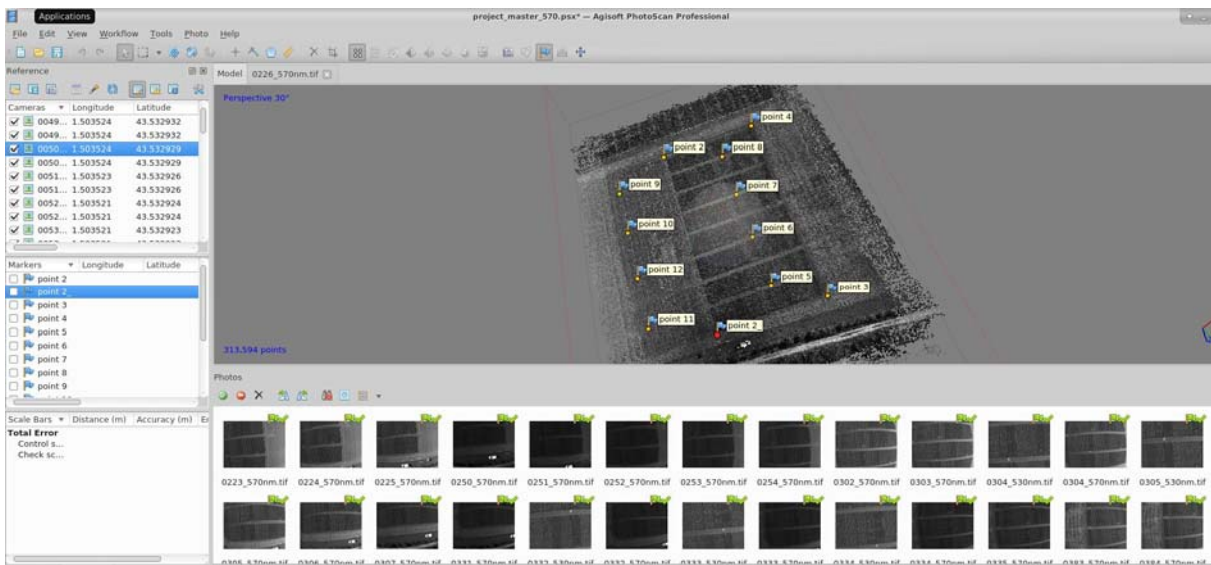 Applications
project_master_570.psx* — Agisoft PhotoScan Professional
File Edit View Workflow Tools Photo Help
Reference
Model 0226_570nm.tif
Cameras Longitude Latitude
0049... 1.503524 43.532932
0049... 1.503524 43.532932
0050... 1.503524 43.532929
0050... 1.503524 43.532929
0051... 1.503523 43.532926
0051... 1.503523 43.532926
0052... 1.503521 43.532924
0052... 1.503521 43.532924
0053... 1.503521 43.532923
Markers Longitude Latitude
point 2
point 2_
point 3
point 4
point 5
point 6
point 7
point 8
point 9
Scale Bars Distance (m) Accuracy (m)
Total Error
Control s...
Check sc...
Perspective 30°
point 4
point 2
point 8
point 9
point 7
point 10
point 6
point 12
point 5
point 3
point 11
point 2_
313,594 points
Photos
0223_570nm.tif 0224_570nm.tif 0225_570nm.tif 0250_570nm.tif 0251_570nm.tif 0252_570nm.tif 0253_570nm.tif 0254_570nm.tif 0302_570nm.tif 0303_570nm.tif 0304_530nm.tif 0304_570nm.tif 0305_530nm.tif